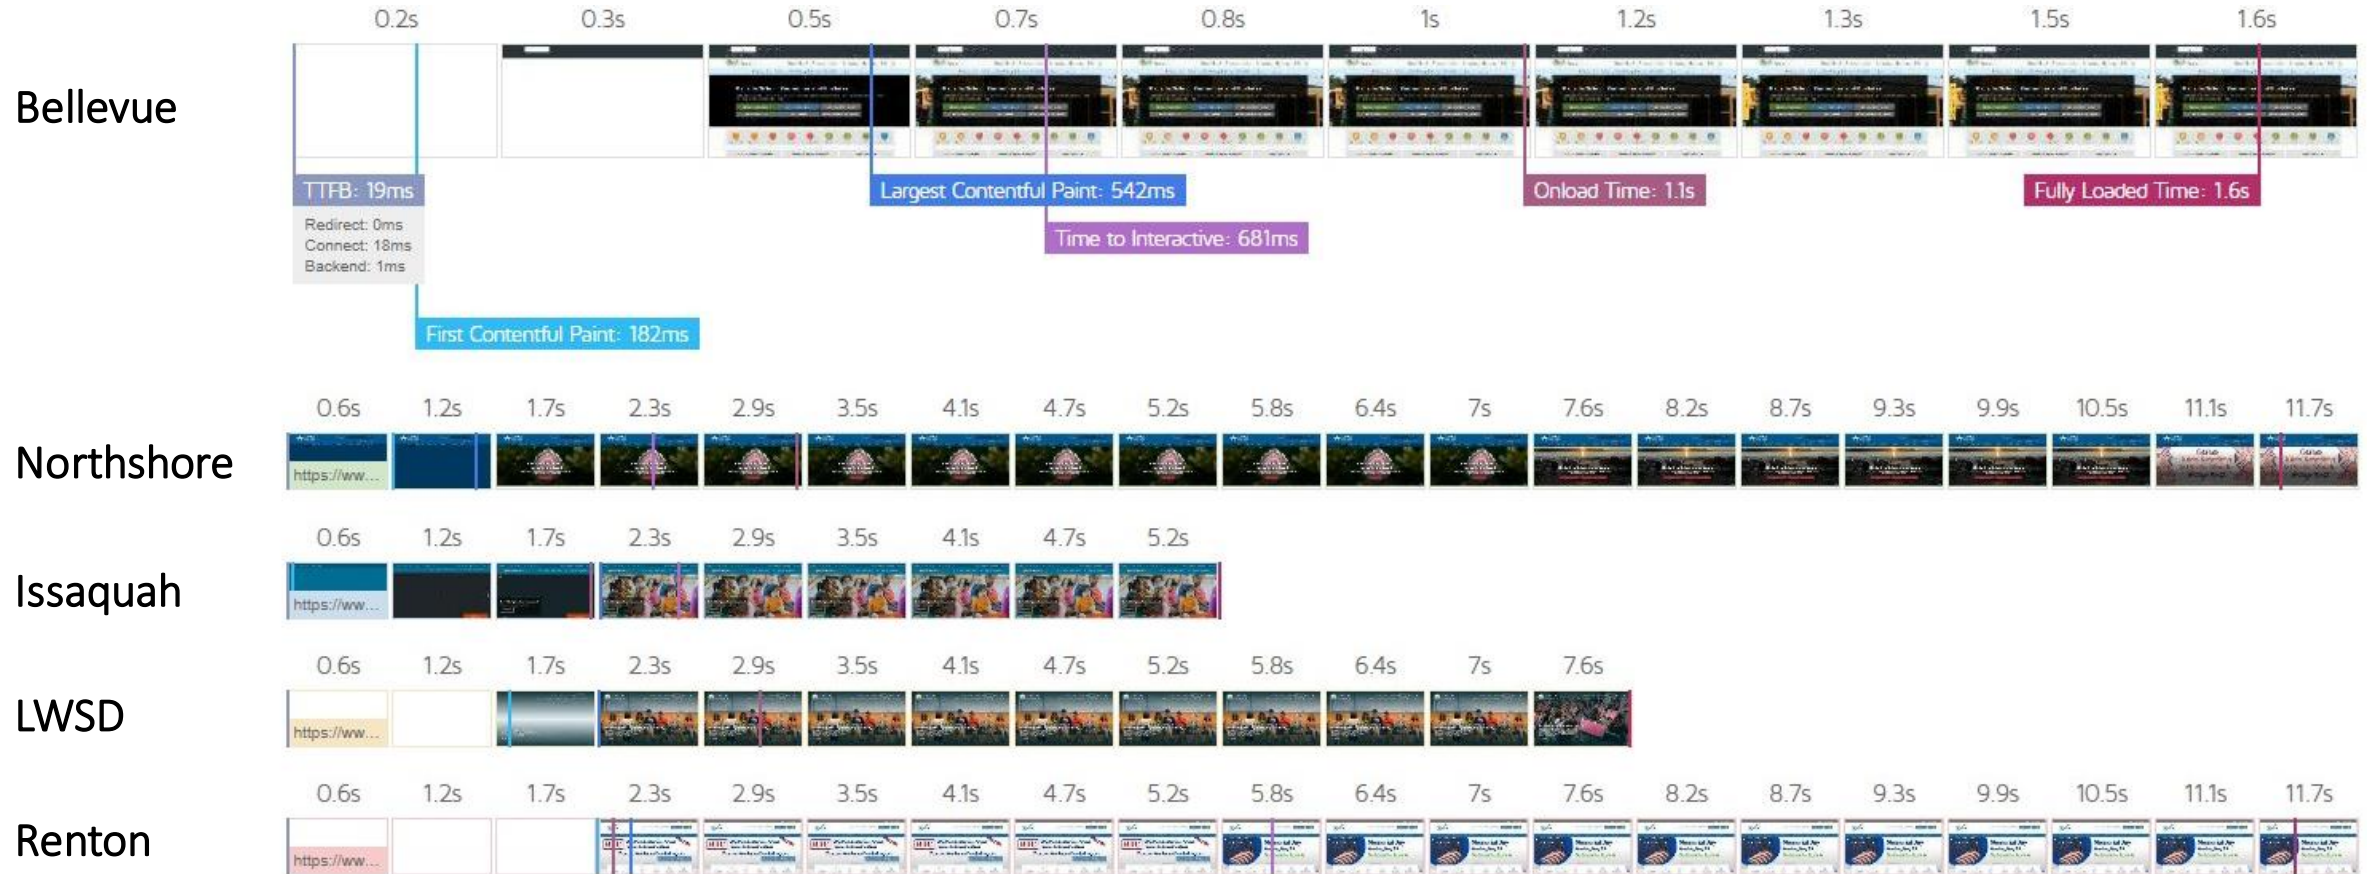 0.2s 0.3s 0.5s 0.7s 0.8s 1s 1.2s 1.3s 1.5s 1.6s
Bellevue
TTFB: 19ms
Largest Contentful Paint: 542ms
Onload Time: 1.1s
Fully Loaded Time: 1.6s
Redirect: 0ms
Connect: 18ms
Backend: 1ms
Time to Interactive: 681ms
First Contentful Paint: 182ms
0.6s 1.2s 1.7s 2.3s 2.9s 3.5s 4.1s 4.7s 5.2s 5.8s 6.4s 7s 7.6s 8.2s 8.7s 9.3s 9.9s 10.5s 11.1s 11.7s
Northshore
https://ww...
0.6s 1.2s 1.7s 2.3s 2.9s 3.5s 4.1s 4.7s 5.2s
Issaquah
https://ww...
0.6s 1.2s 1.7s 2.3s 2.9s 3.5s 4.1s 4.7s 5.2s 5.8s 6.4s 7s 7.6s
LWSD
https://ww...
0.6s 1.2s 1.7s 2.3s 2.9s 3.5s 4.1s 4.7s 5.2s 5.8s 6.4s 7s 7.6s 8.2s 8.7s 9.3s 9.9s 10.5s 11.1s 11.7s
Renton
https://ww...